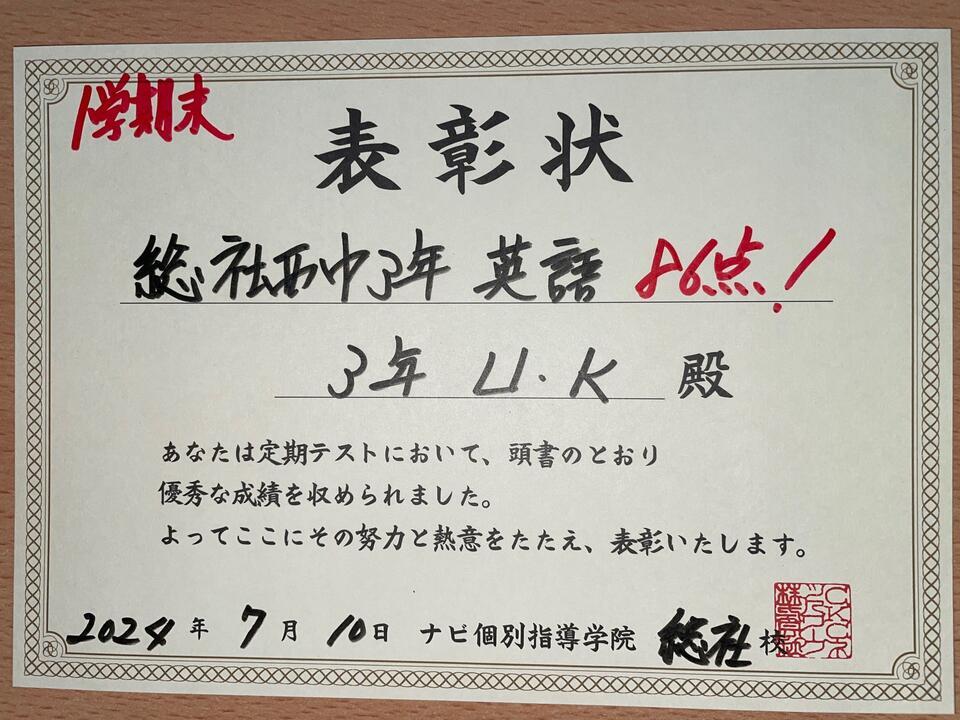 1学期末
表彰状
総社西中3年 英語 86点!
3年 U.K 殿
あなたは定期テストにおいて、頭書のとおり
優秀な成績を収められました。
よってここにその努力と熱意をたたえ、表彰いたします。
2024年 7月 10日 ナビ個別指導学院 総社校